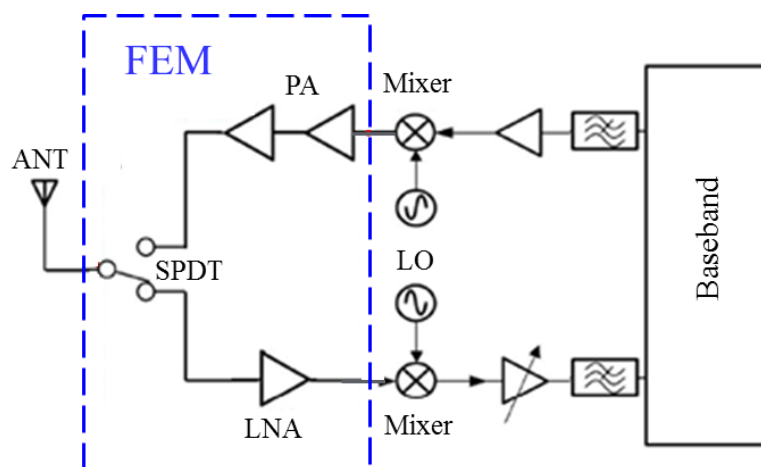 FEM
PA
Mixer
ANT
SPDT
LO
Baseband
LNA
Mixer